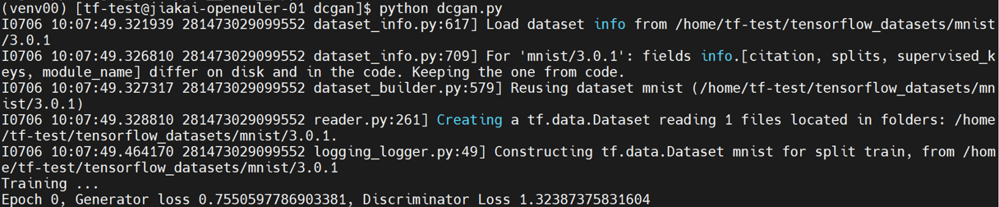 (venv00) [tf-test@jiakai-openeuler-01 dcgan]$ python dcgan.py
I0706 10:07:49.321939 281473029099552 dataset_info.py:617] Load dataset info from /home/tf-test/tensorflow_datasets/mnist
/3.0.1
I0706 10:07:49.326810 281473029099552 dataset_info.py:709] For 'mnist/3.0.1': fields info.[citation, splits, supervised_k
eys, module_name] differ on disk and in the code. Keeping the one from code.
I0706 10:07:49.327317 281473029099552 dataset_builder.py:579] Reusing dataset mnist (/home/tf-test/tensorflow_datasets/mn
ist/3.0.1)
I0706 10:07:49.328810 281473029099552 reader.py:261] Creating a tf.data.Dataset reading 1 files located in folders: /home
/tf-test/tensorflow_datasets/mnist/3.0.1.
I0706 10:07:49.464170 281473029099552 logging_logger.py:49] Constructing tf.data.Dataset mnist for split train, from /hom
e/tf-test/tensorflow_datasets/mnist/3.0.1
Training ...
Epoch 0, Generator loss 0.7550597786903381, Discriminator Loss 1.32387375831604